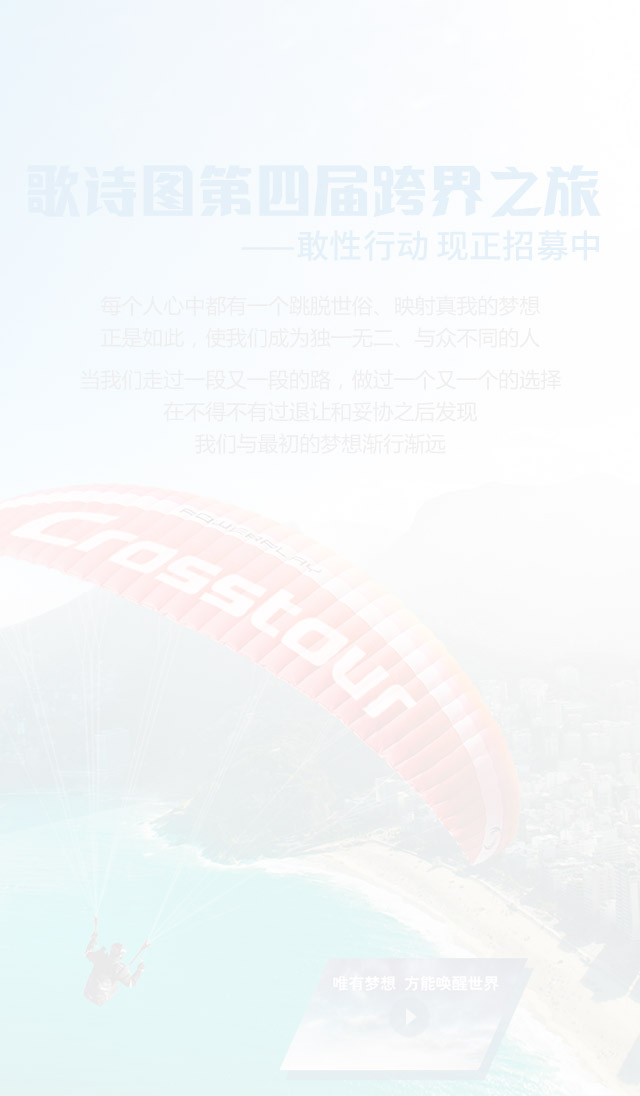 歌诗图第四届跨界之旅
——敢性行动 现正招募中
每个人心中都有一个跳脱世俗、映射真我的梦想
正是如此，使我们成为独一无二、与众不同的人
当我们走过一段又一段的路，做过一个又一个的选择
在不得不有过退让和妥协之后发现
我们与最初的梦想渐行渐远
POWERPLAY
Crosstour
唯有梦想 方能唤醒世界